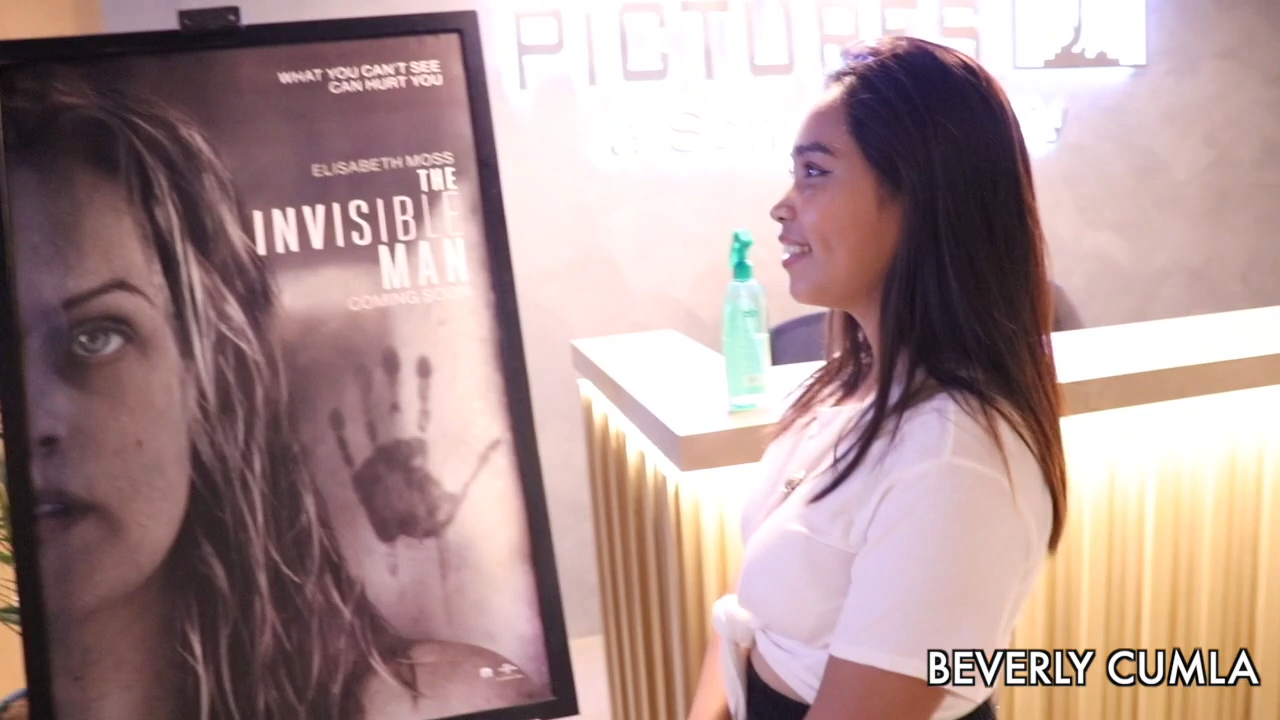 WHAT YOU CAN'T SEE
CAN HURT YOU
ELISABETH MOSS
THE
INVISIBLE
MAN
COMING SOON
PICTURES
BEVERLY CUMLA